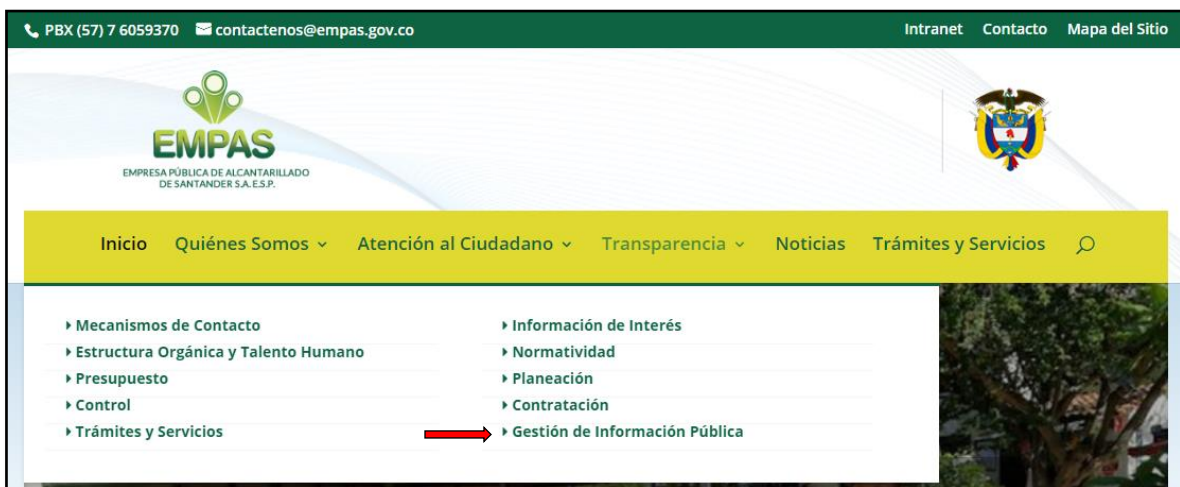 PBX (57) 7 6059370 contactenos@empas.gov.co Intranet Contacto Mapa del Sitio
EMPAS
EMPRESA PÚBLICA DE ALCANTARILLADO
DE SANTANDER S.A. E.S.P.
Inicio Quiénes Somos Atención al Ciudadano Transparencia Noticias Trámites y Servicios
Mecanismos de Contacto
Estructura Orgánica y Talento Humano
Presupuesto
Control
Trámites y Servicios
Información de Interés
Normatividad
Planeación
Contratación
Gestión de Información Pública